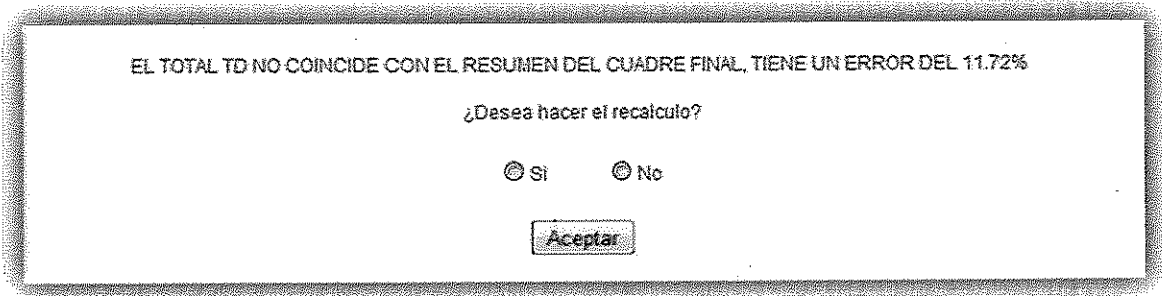 EL TOTAL TD NO COINCIDE CON EL RESUMEN DEL CUADRE FINAL, TIENE UN ERROR DEL 11.72%
¿Desea hacer el recalculo?
Si No
Aceptar